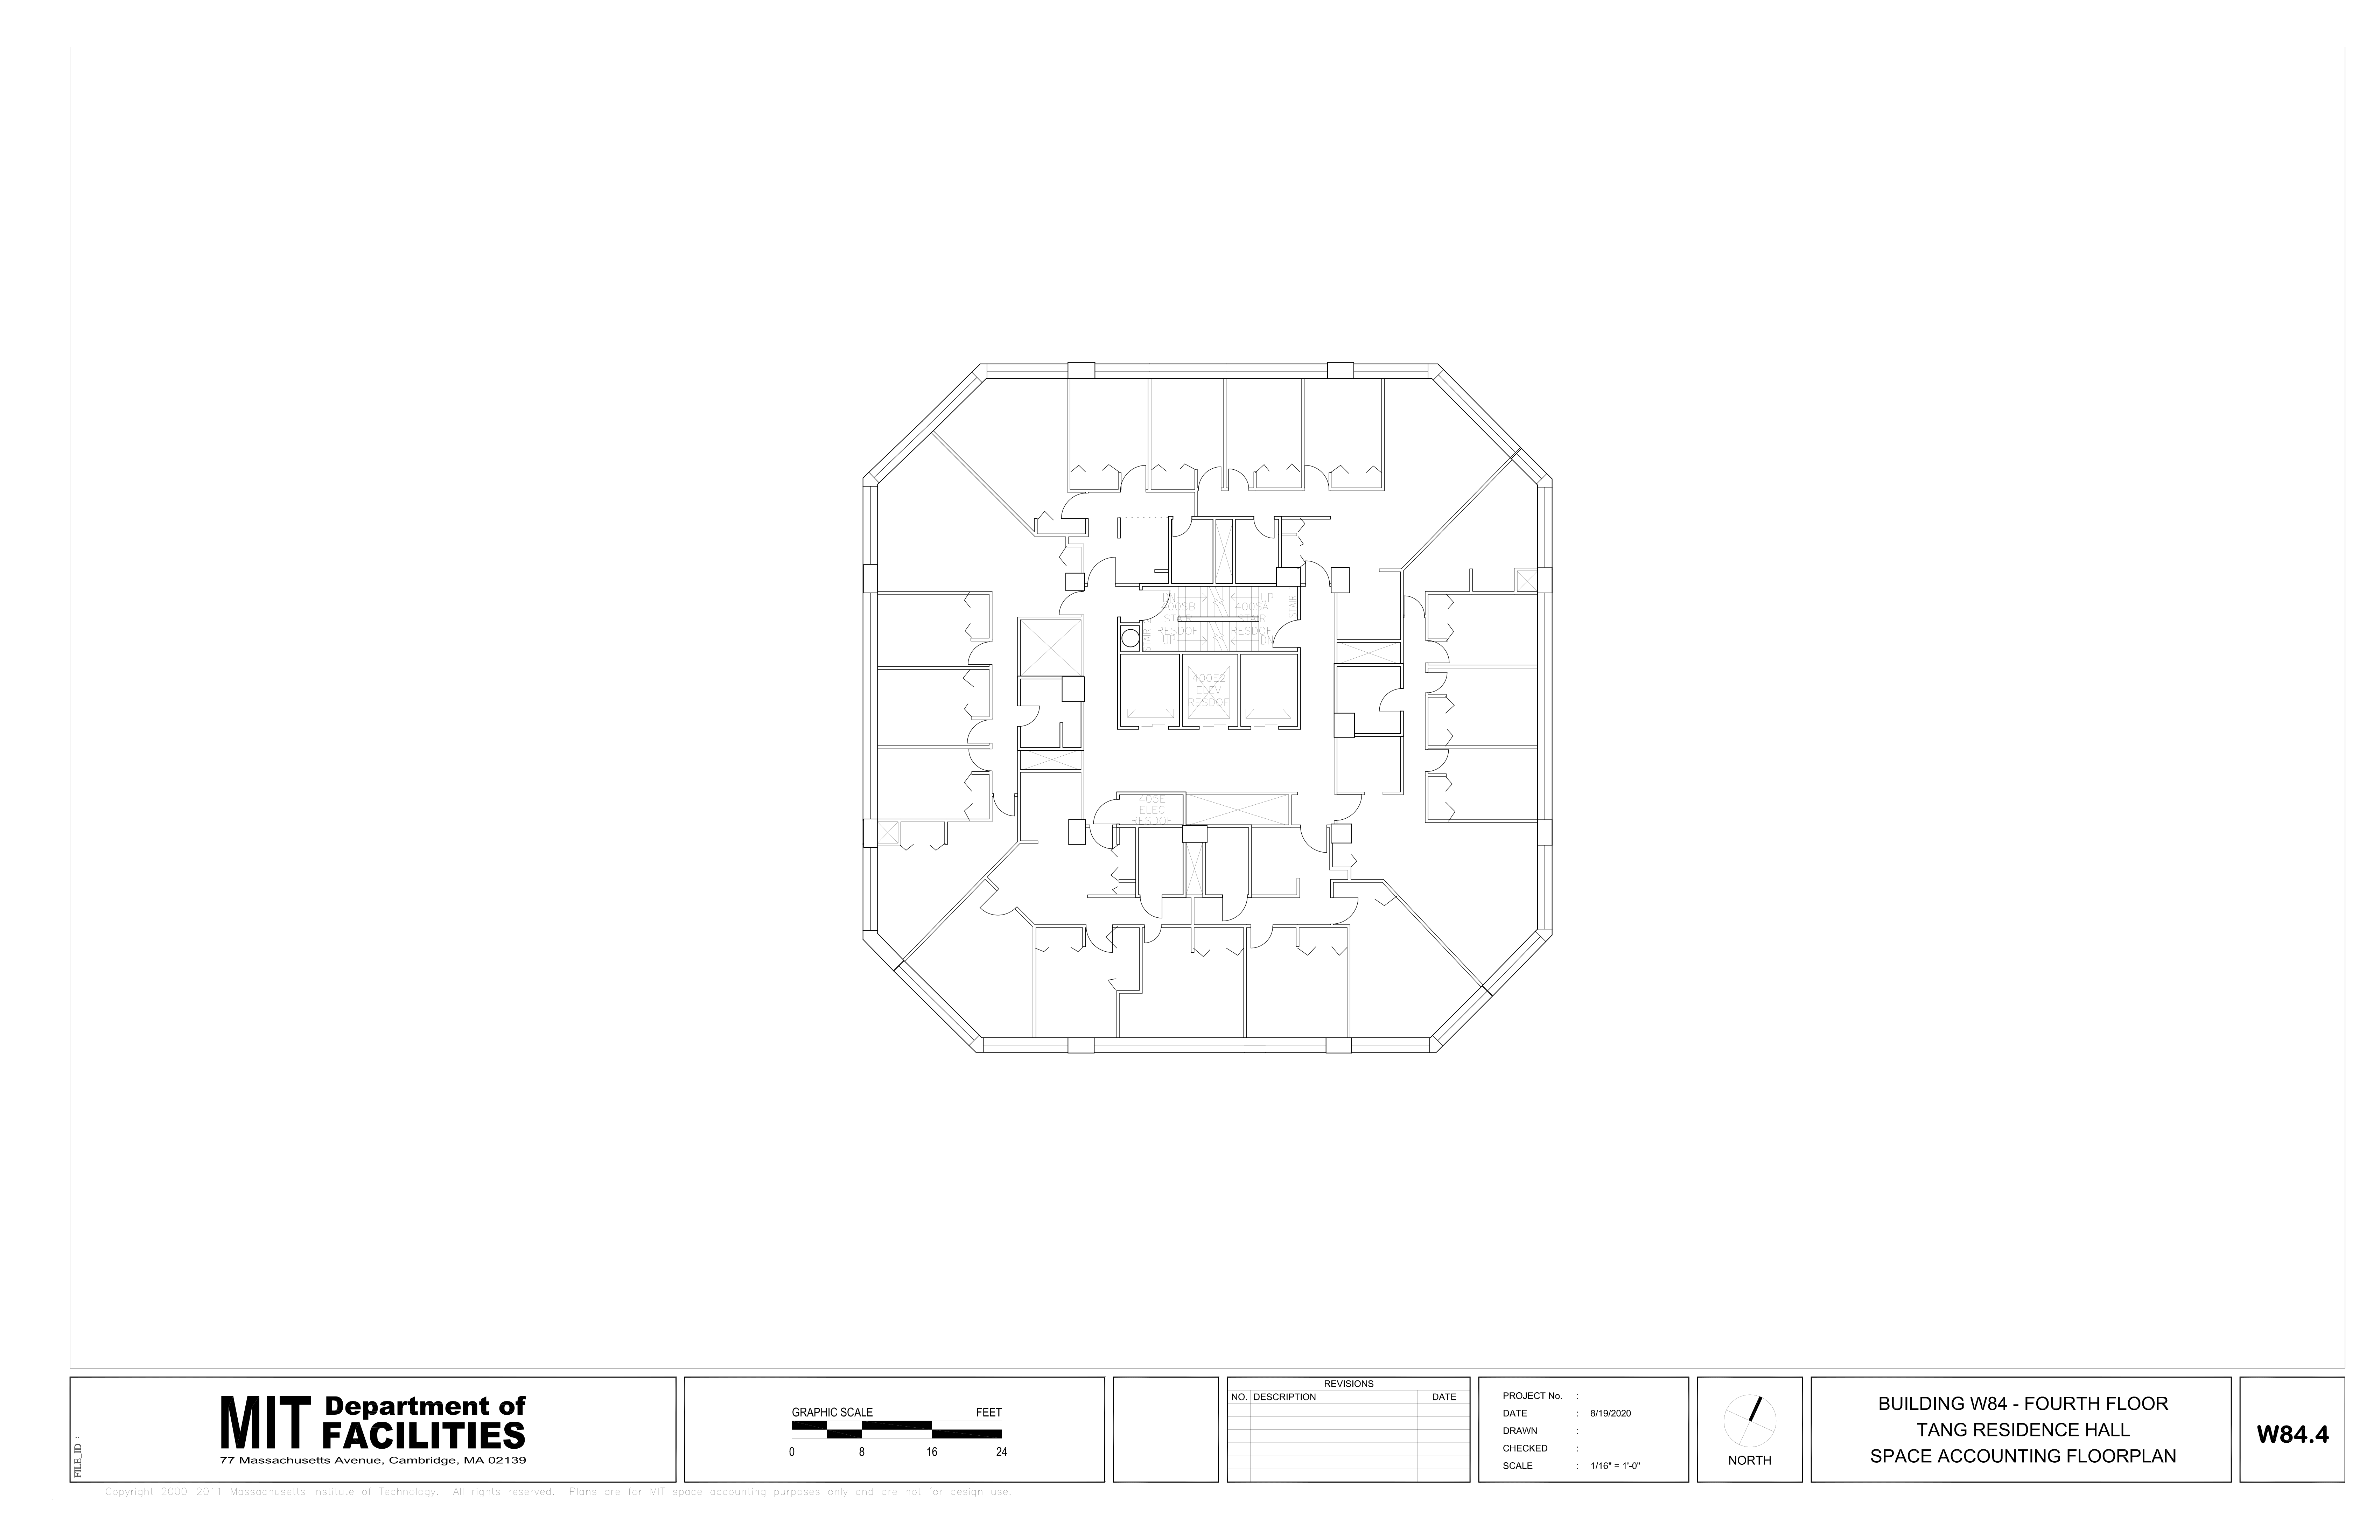 DN
UP
400SB
400SA
STAIR
STAIR
RESDOF
RESDOF
UP
DN
STAIR
STAIR
400E2
ELEV
RESDOF
405E
ELEC
RESDOF
FILE_ID :
MIT Department of
FACILITIES
77 Massachusetts Avenue, Cambridge, MA 02139
GRAPHIC SCALE FEET
0 8 16 24
REVISIONS
NO. DESCRIPTION DATE
PROJECT No. :
DATE : 8/19/2020
DRAWN :
CHECKED :
SCALE : 1/16" = 1'-0"
NORTH
BUILDING W84 - FOURTH FLOOR
TANG RESIDENCE HALL
SPACE ACCOUNTING FLOORPLAN
W84.4
Copyright 2000-2011 Massachusetts Institute of Technology. All rights reserved. Plans are for MIT space accounting purposes only and are not for design use.